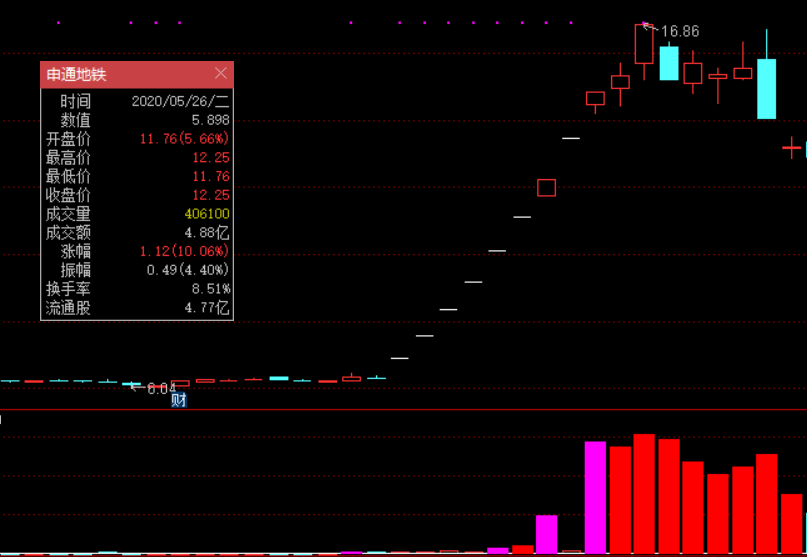 16.86
申通地铁
时间 2020/05/26/二
数值 5.898
开盘价 11.76(5.66%)
最高价 12.25
最低价 11.76
收盘价 12.25
成交量 406100
成交额 4.88亿
涨幅 1.12(10.06%)
振幅 0.49(4.40%)
换手率 8.51%
流通股 4.77亿
6.04
财